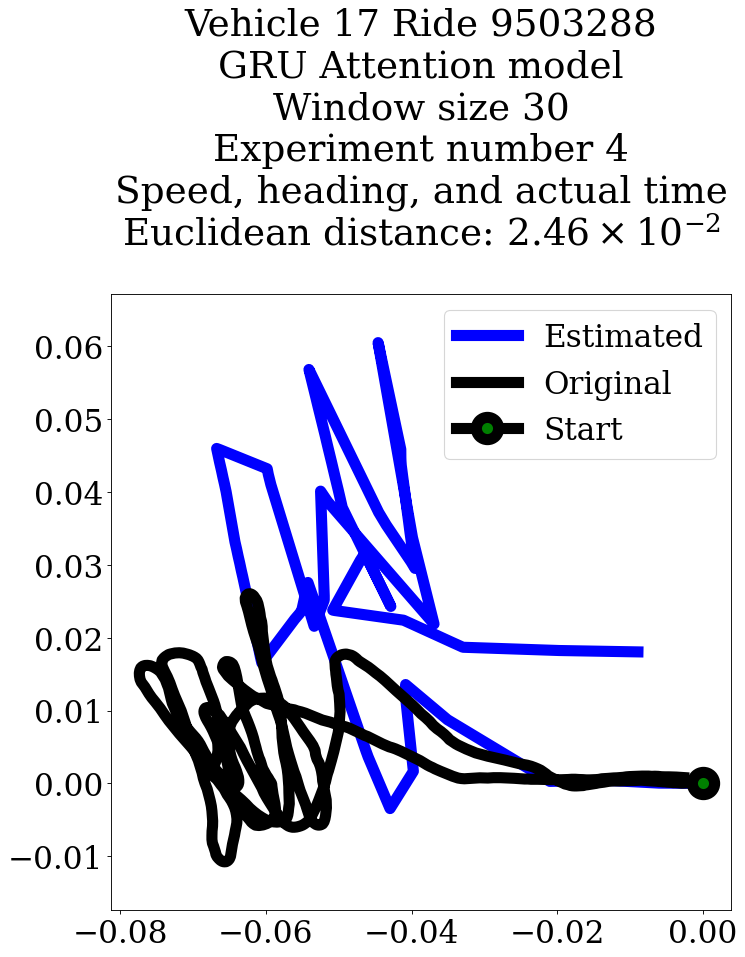 Vehicle 17 Ride 9503288
GRU Attention model
Window size 30
Experiment number 4
Speed, heading, and actual time
Euclidean distance: 2.46 × 10⁻²
Estimated
Original
Start
0.06
0.05
0.04
0.03
0.02
0.01
0.00
−0.01
−0.08 −0.06 −0.04 −0.02 0.00